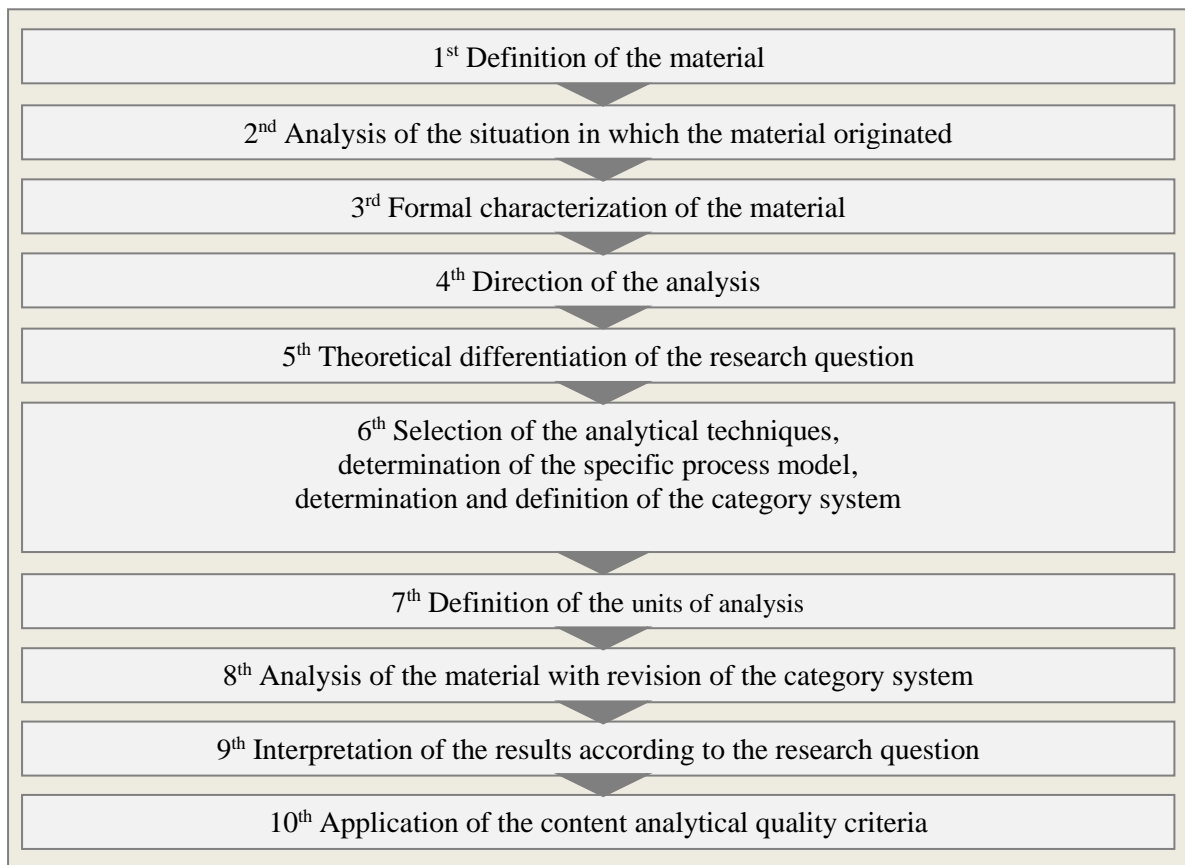 1st Definition of the material
2nd Analysis of the situation in which the material originated
3rd Formal characterization of the material
4th Direction of the analysis
5th Theoretical differentiation of the research question
6th Selection of the analytical techniques,
determination of the specific process model,
determination and definition of the category system
7th Definition of the units of analysis
8th Analysis of the material with revision of the category system
9th Interpretation of the results according to the research question
10th Application of the content analytical quality criteria